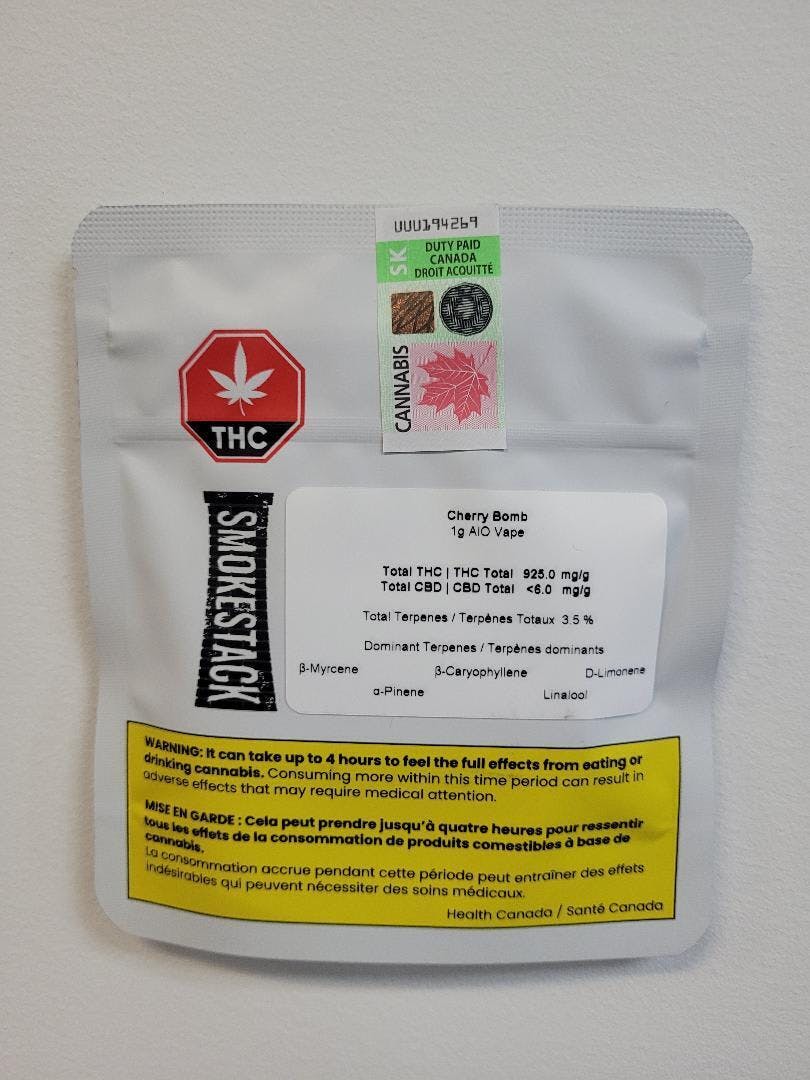 UUU194269
SK
DUTY PAID
CANADA
DROIT ACQUITTÉ
CANNABIS
THC
SMOKESTACK
Cherry Bomb
1g AiO Vape
Total THC | THC Total 925.0 mg/g
Total CBD | CBD Total <6.0 mg/g
Total Terpenes / Terpènes Totaux 3.5 %
Dominant Terpenes / Terpènes dominants
β-Myrcene β-Caryophyllene D-Limonene
α-Pinene Linalool
WARNING: It can take up to 4 hours to feel the full effects from eating or
drinking cannabis. Consuming more within this time period can result in
adverse effects that may require medical attention.
MISE EN GARDE : Cela peut prendre jusqu'à quatre heures pour ressentir
tous les effets de la consommation de produits comestibles à base de
cannabis.
La consommation accrue pendant cette période peut entraîner des effets
indésirables qui peuvent nécessiter des soins médicaux.
Health Canada / Santé Canada